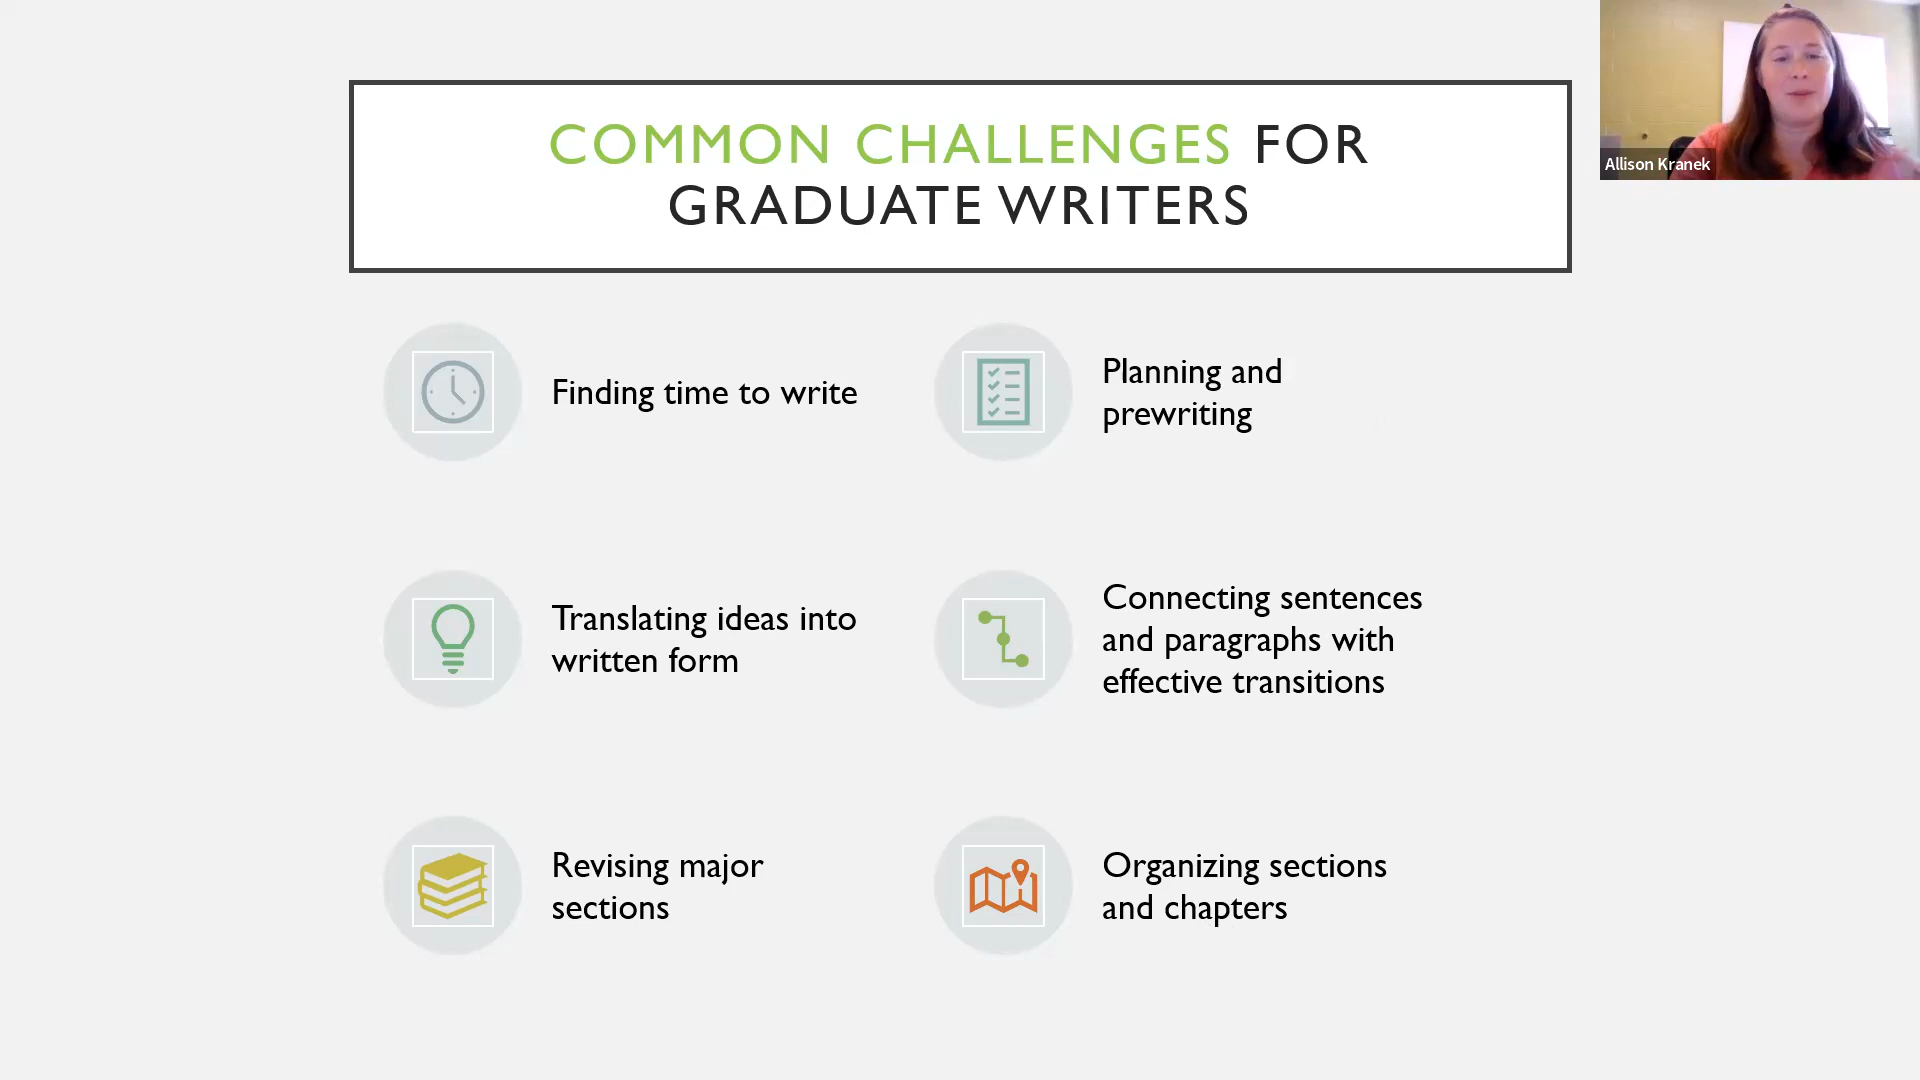 COMMON CHALLENGES FOR
GRADUATE WRITERS
Allison Kranek
Finding time to write
Planning and
prewriting
Translating ideas into
written form
Connecting sentences
and paragraphs with
effective transitions
Revising major
sections
Organizing sections
and chapters